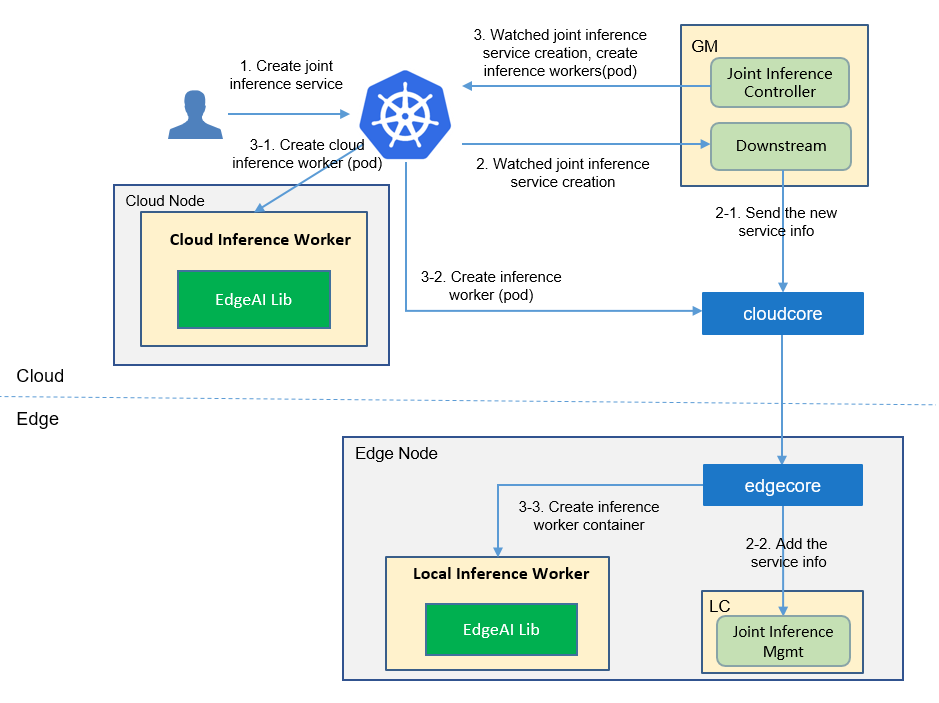 3. Watched joint inference
service creation, create
inference workers(pod)
GM
Joint Inference
Controller
1. Create joint
inference service
Downstream
3-1. Create cloud
inference worker (pod)
2. Watched joint inference
service creation
Cloud Node
2-1. Send the new
service info
Cloud Inference Worker
EdgeAI Lib
3-2. Create inference
worker (pod)
cloudcore
Cloud
Edge
Edge Node
edgecore
3-3. Create inference
worker container
2-2. Add the
service info
Local Inference Worker
EdgeAI Lib
LC
Joint Inference
Mgmt